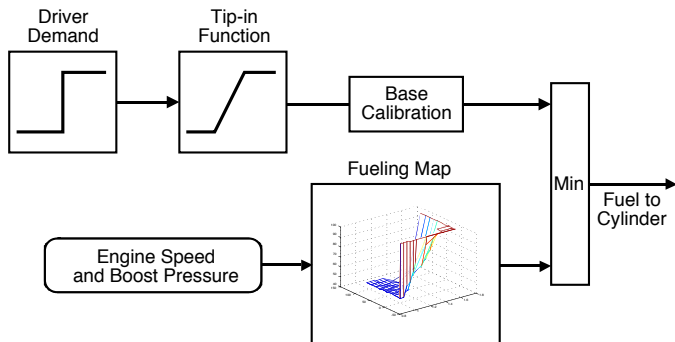 Driver
Demand
Tip-in
Function
Base
Calibration
Fueling Map
Min
Fuel to
Cylinder
Engine Speed
and Boost Pressure